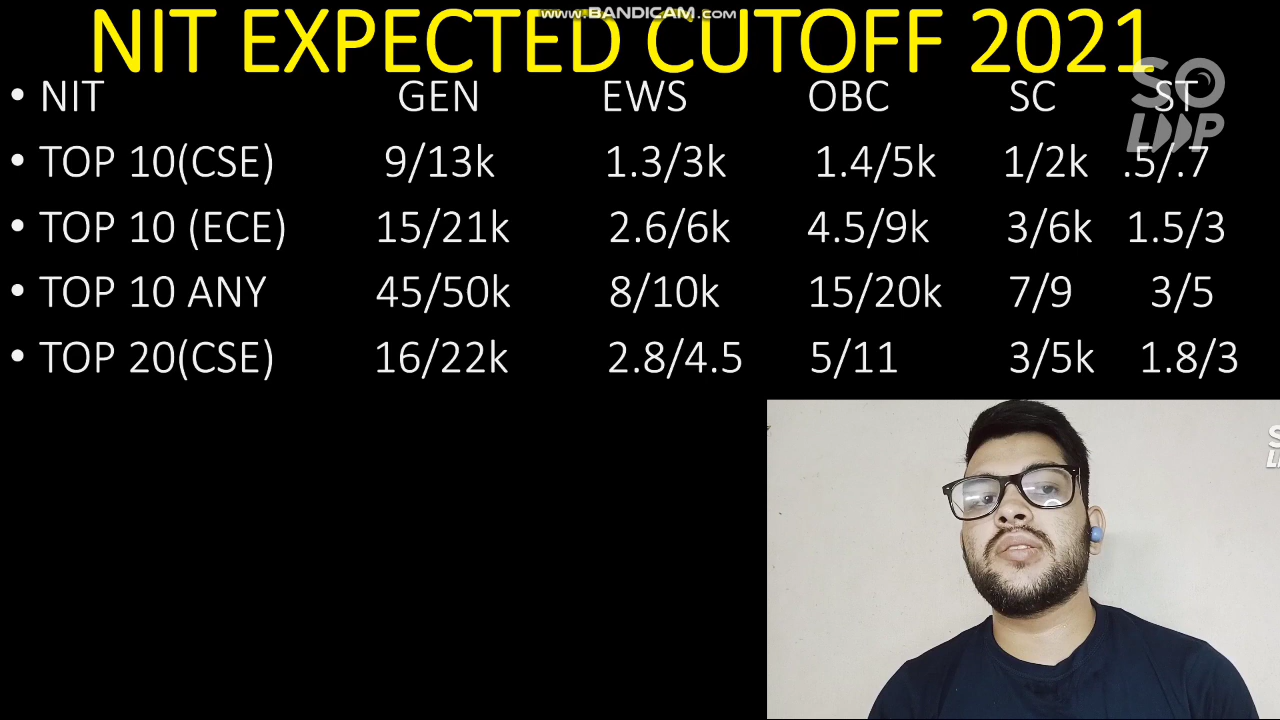 www.BANDICAM.com
NIT EXPECTED CUTOFF 2021
SO
LOOP
• NIT GEN EWS OBC SC ST
• TOP 10(CSE) 9/13k 1.3/3k 1.4/5k 1/2k .5/.7
• TOP 10 (ECE) 15/21k 2.6/6k 4.5/9k 3/6k 1.5/3
• TOP 10 ANY 45/50k 8/10k 15/20k 7/9 3/5
• TOP 20(CSE) 16/22k 2.8/4.5 5/11 3/5k 1.8/3